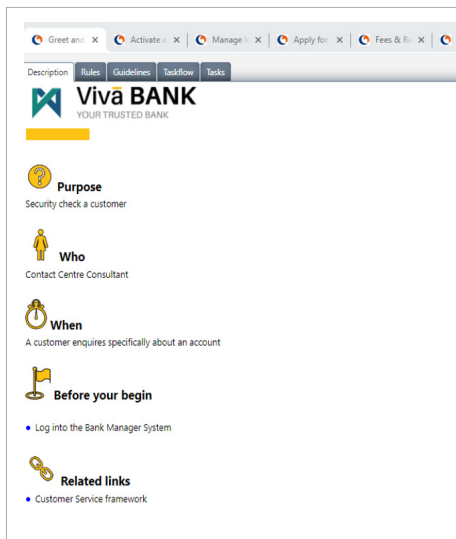 Greet and
Activate a
Manage l
Apply for
Fees & Ra
Description
Rules
Guidelines
Taskflow
Tasks
Vivā BANK
YOUR TRUSTED BANK
Purpose
Security check a customer
Who
Contact Centre Consultant
When
A customer enquires specifically about an account
Before your begin
Log into the Bank Manager System
Related links
Customer Service framework